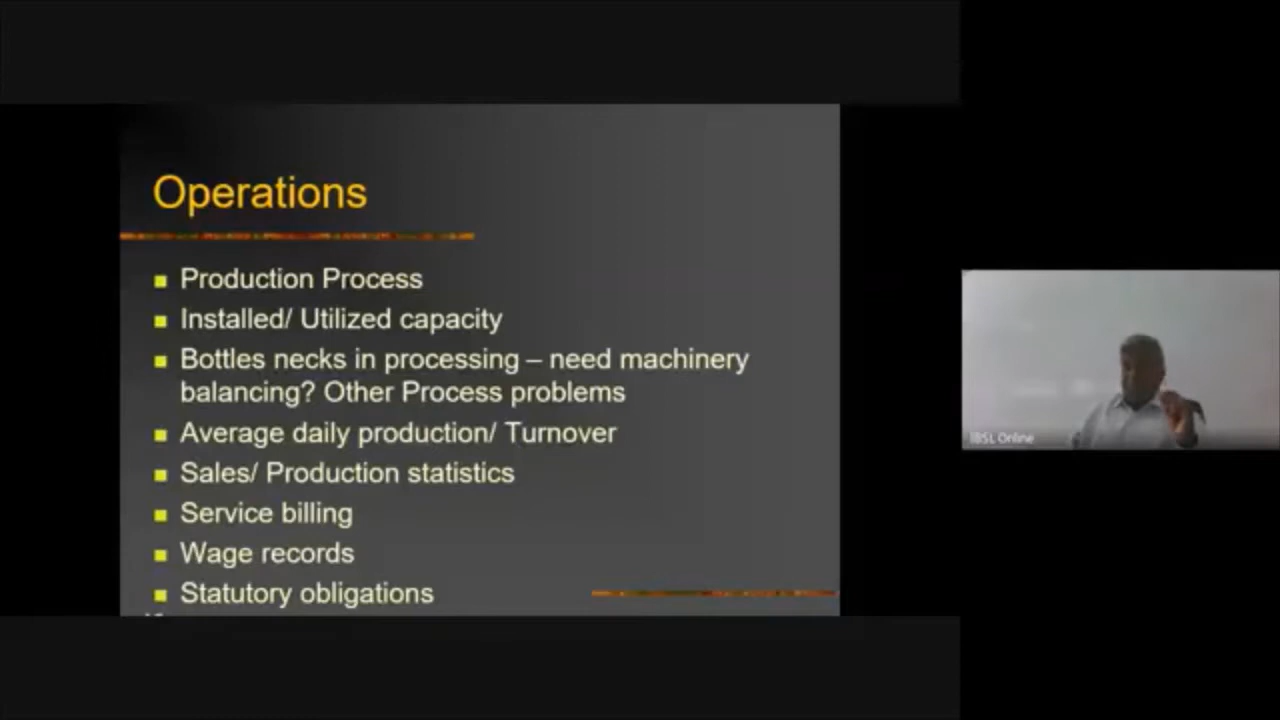 Operations
Production Process
Installed/ Utilized capacity
Bottles necks in processing – need machinery
balancing? Other Process problems
Average daily production/ Turnover
Sales/ Production statistics
Service billing
Wage records
Statutory obligations
IBSL Online